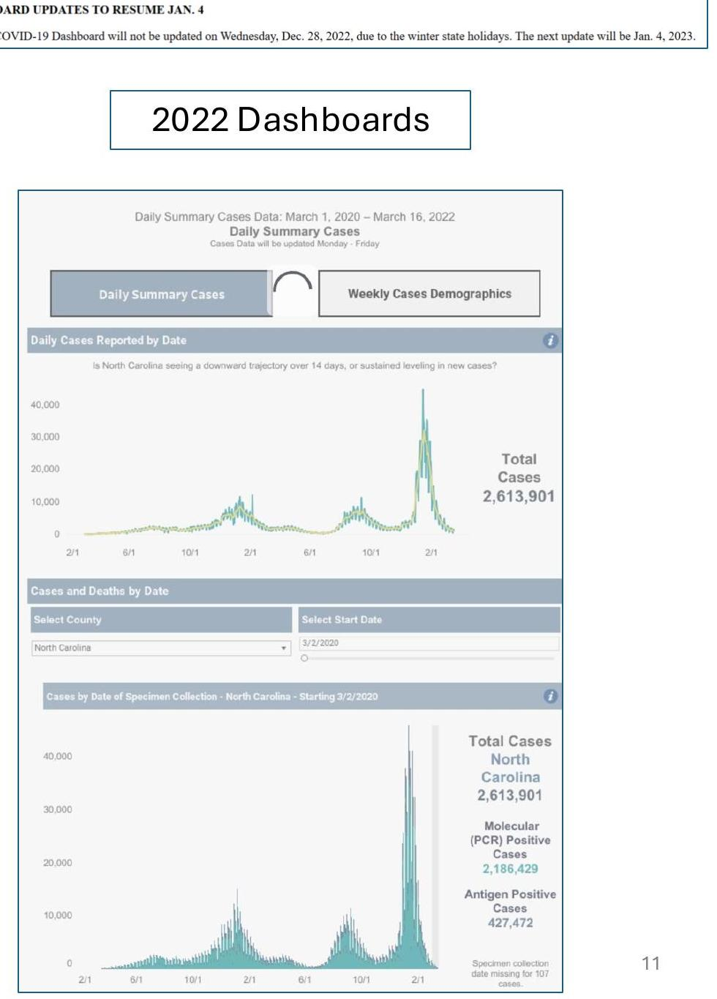 OARD UPDATES TO RESUME JAN. 4
COVID-19 Dashboard will not be updated on Wednesday, Dec. 28, 2022, due to the winter state holidays. The next update will be Jan. 4, 2023.
2022 Dashboards
Daily Summary Cases Data: March 1, 2020 – March 16, 2022
Daily Summary Cases
Cases Data will be updated Monday - Friday
Daily Summary Cases
Weekly Cases Demographics
Daily Cases Reported by Date
i
Is North Carolina seeing a downward trajectory over 14 days, or sustained leveling in new cases?
40,000
30,000
20,000
10,000
0
2/1 6/1 10/1 2/1 6/1 10/1 2/1
Total
Cases
2,613,901
Cases and Deaths by Date
Select County
Select Start Date
North Carolina
3/2/2020
Cases by Date of Specimen Collection - North Carolina - Starting 3/2/2020
i
40,000
30,000
20,000
10,000
0
2/1 6/1 10/1 2/1 6/1 10/1 2/1
Total Cases
North
Carolina
2,613,901
Molecular
(PCR) Positive
Cases
2,186,429
Antigen Positive
Cases
427,472
Specimen collection
date missing for 107
cases.
11